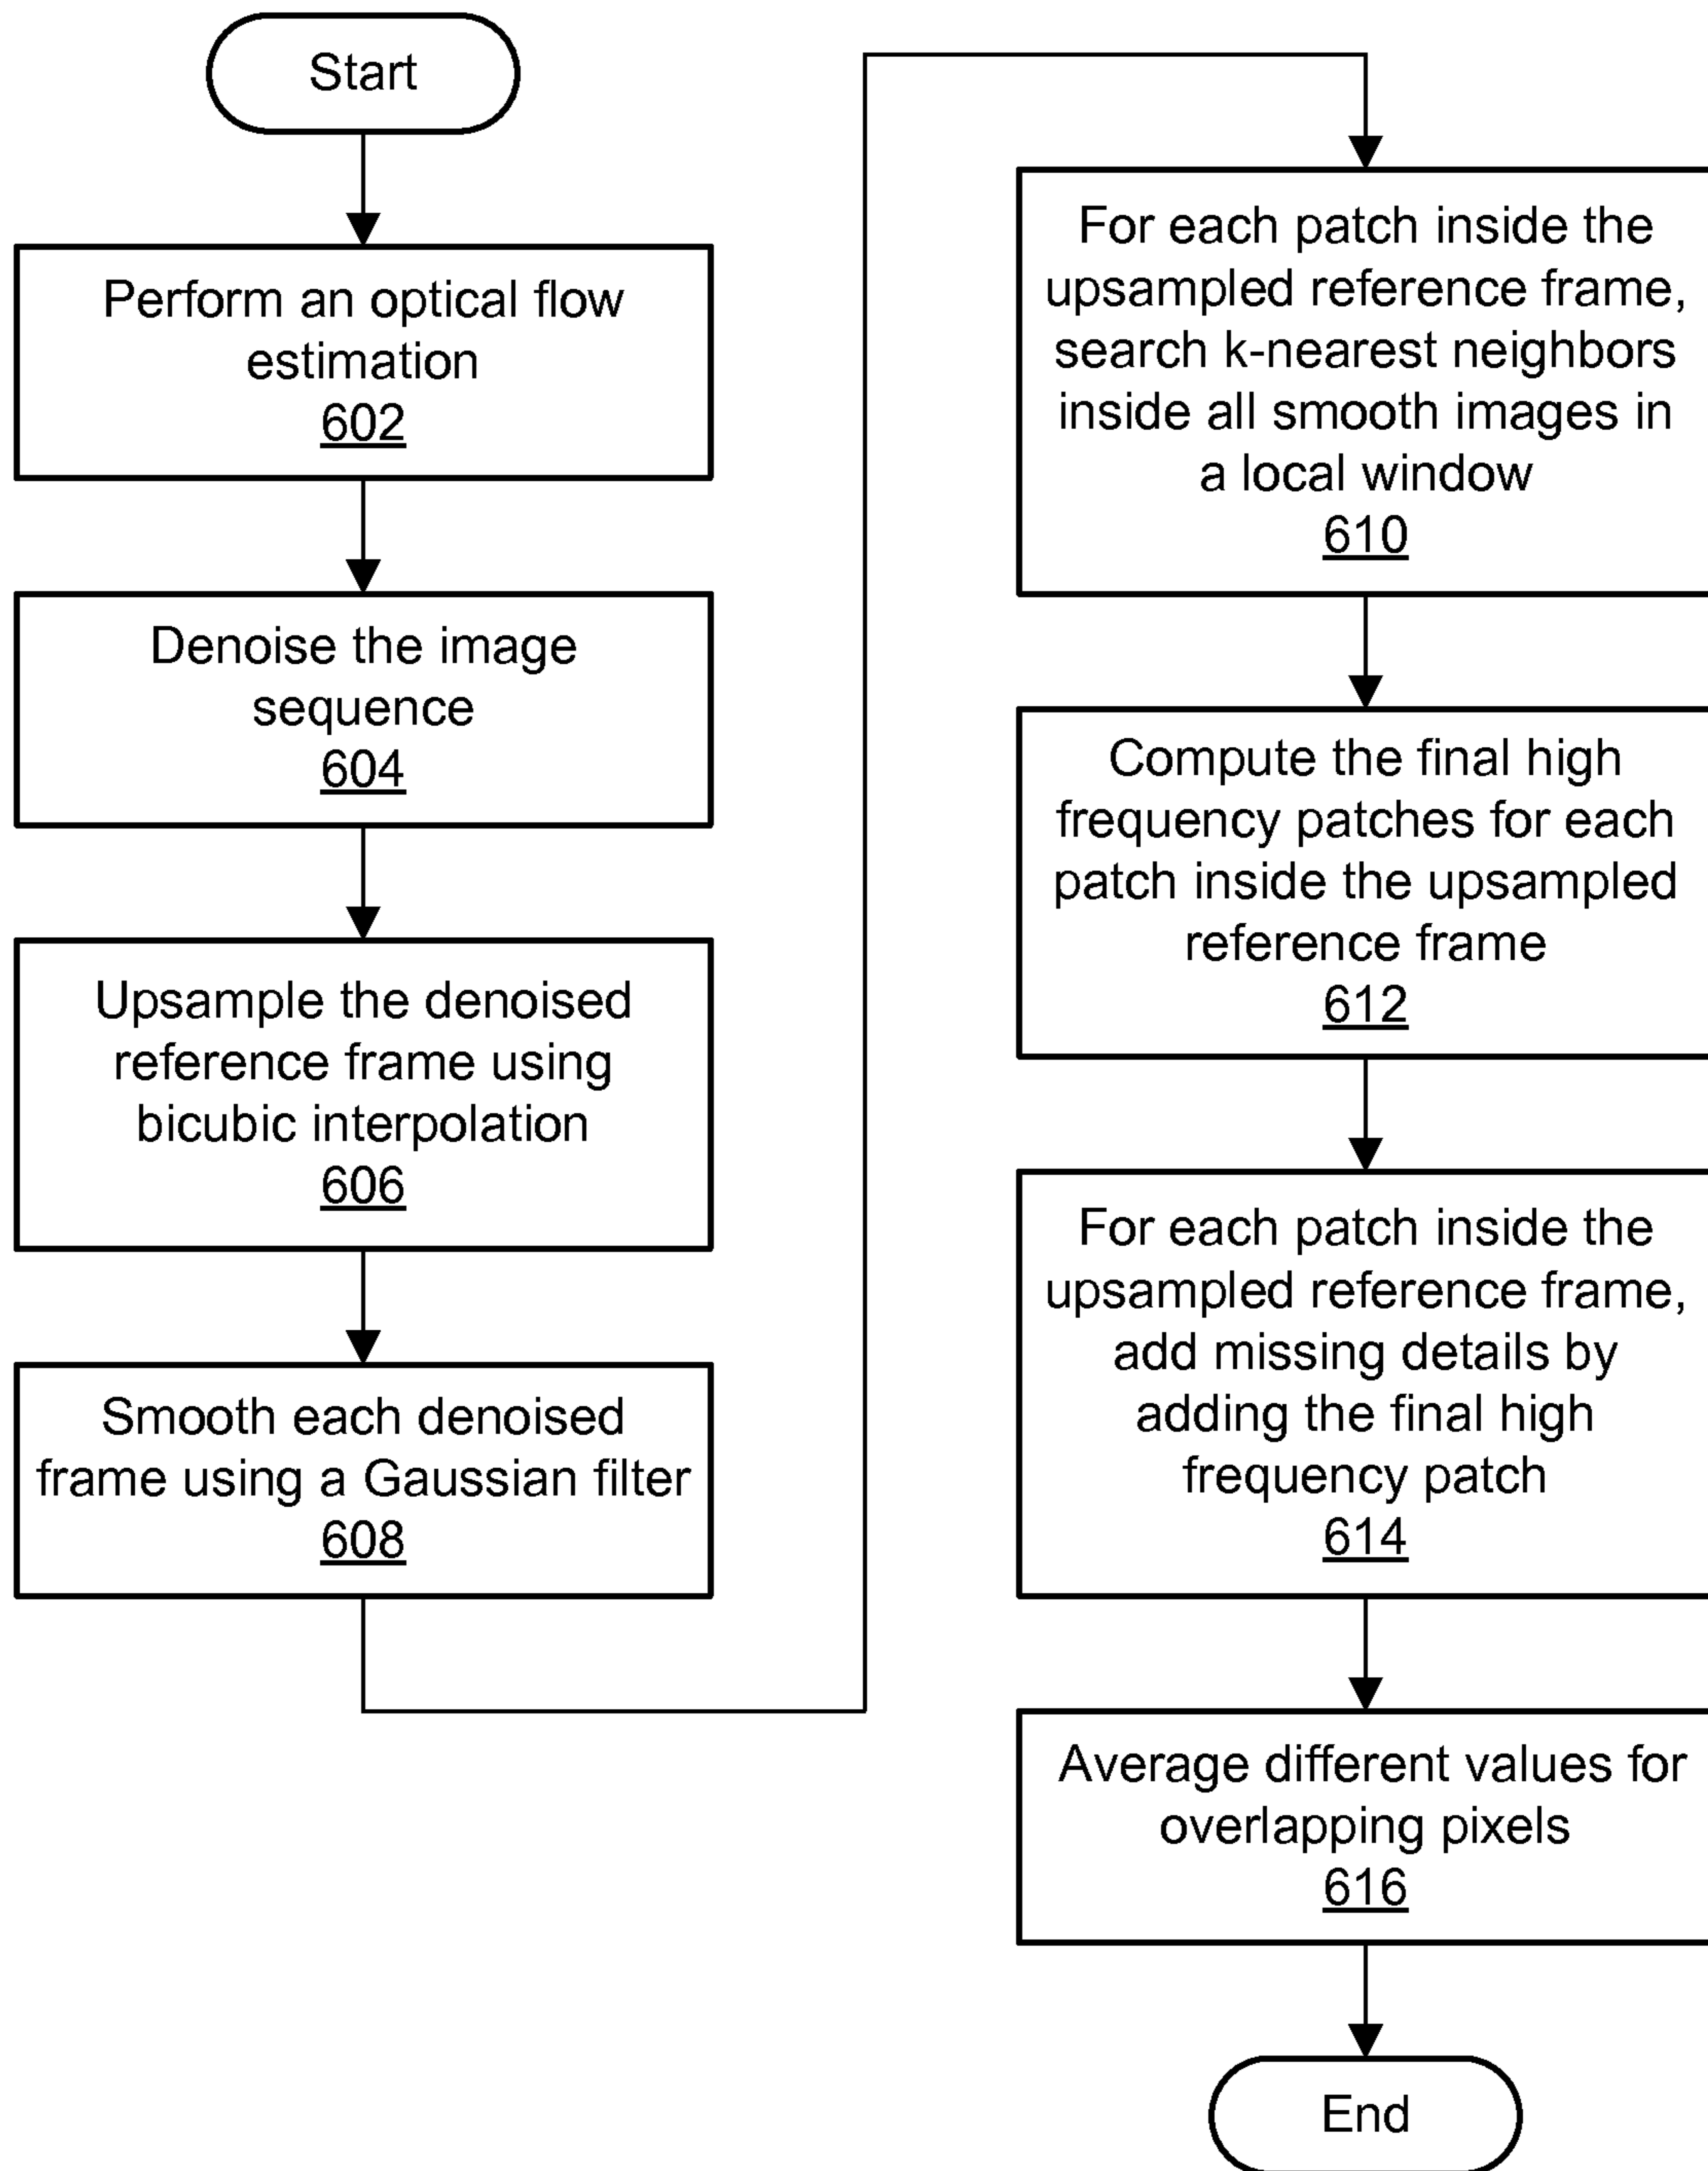 Start
Perform an optical flow
estimation
602
Denoise the image
sequence
604
Upsample the denoised
reference frame using
bicubic interpolation
606
Smooth each denoised
frame using a Gaussian filter
608
For each patch inside the
upsampled reference frame,
search k-nearest neighbors
inside all smooth images in
a local window
610
Compute the final high
frequency patches for each
patch inside the upsampled
reference frame
612
For each patch inside the
upsampled reference frame,
add missing details by
adding the final high
frequency patch
614
Average different values for
overlapping pixels
616
End